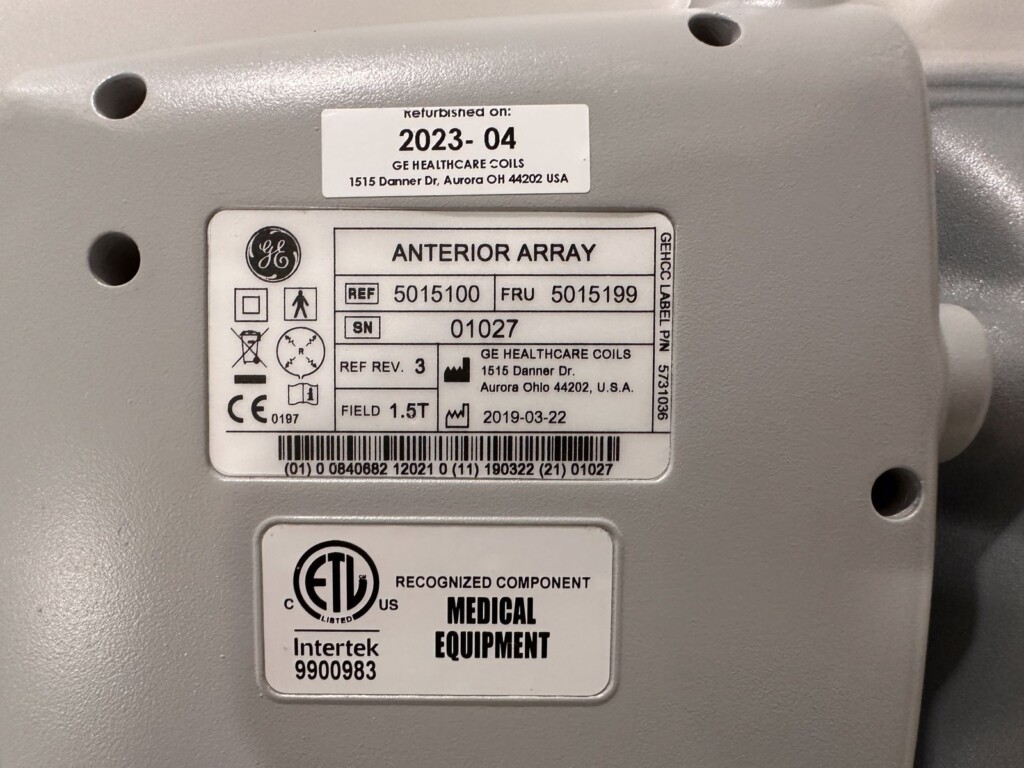 Refurbished on:
2023- 04
GE HEALTHCARE COILS
1515 Danner Dr, Aurora OH 44202 USA
GE
ANTERIOR ARRAY
REF 5015100 FRU 5015199
SN 01027
REF REV. 3
GE HEALTHCARE COILS
1515 Danner Dr.
Aurora Ohio 44202, U.S.A.
FIELD 1.5T
2019-03-22
R
i
CE 0197
GEHCC LABEL P/N 5731036
(01) 0 0840682 12021 0 (11) 190322 (21) 01027
ETL
LISTED
C US
Intertek
9900983
RECOGNIZED COMPONENT
MEDICAL
EQUIPMENT